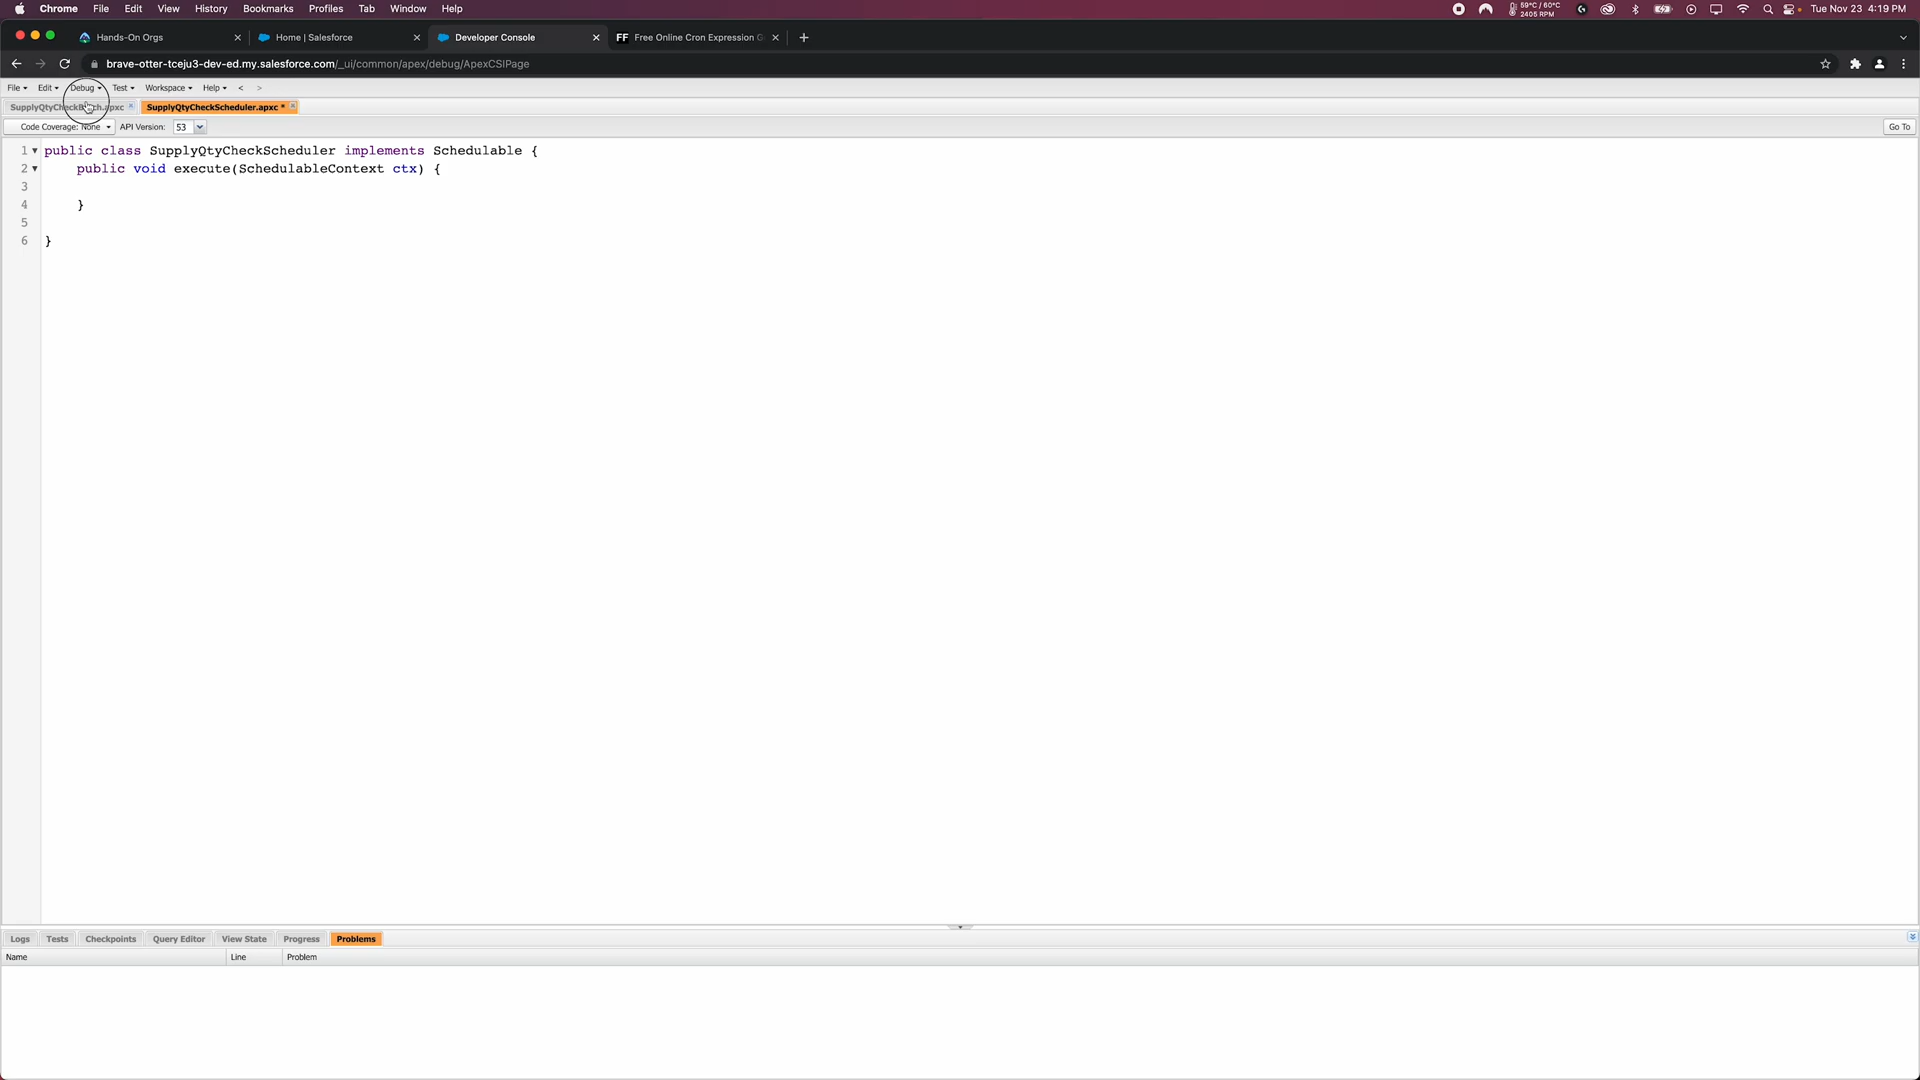 Chrome File Edit View History Bookmarks Profiles Tab Window Help 59°C / 60°C 2405 RPM Tue Nov 23 4:19 PM
Hands-On Orgs Home | Salesforce Developer Console FF Free Online Cron Expression G
brave-otter-tceju3-dev-ed.my.salesforce.com/_ui/common/apex/debug/ApexCSIPage
File Edit Debug Test Workspace Help < >
SupplyQtyCheckBatch.apxc SupplyQtyCheckScheduler.apxc *
Code Coverage: None API Version: 53 Go To
1 public class SupplyQtyCheckScheduler implements Schedulable {
2 public void execute(SchedulableContext ctx) {
3
4 }
5
6 }
Logs Tests Checkpoints Query Editor View State Progress Problems
Name Line Problem